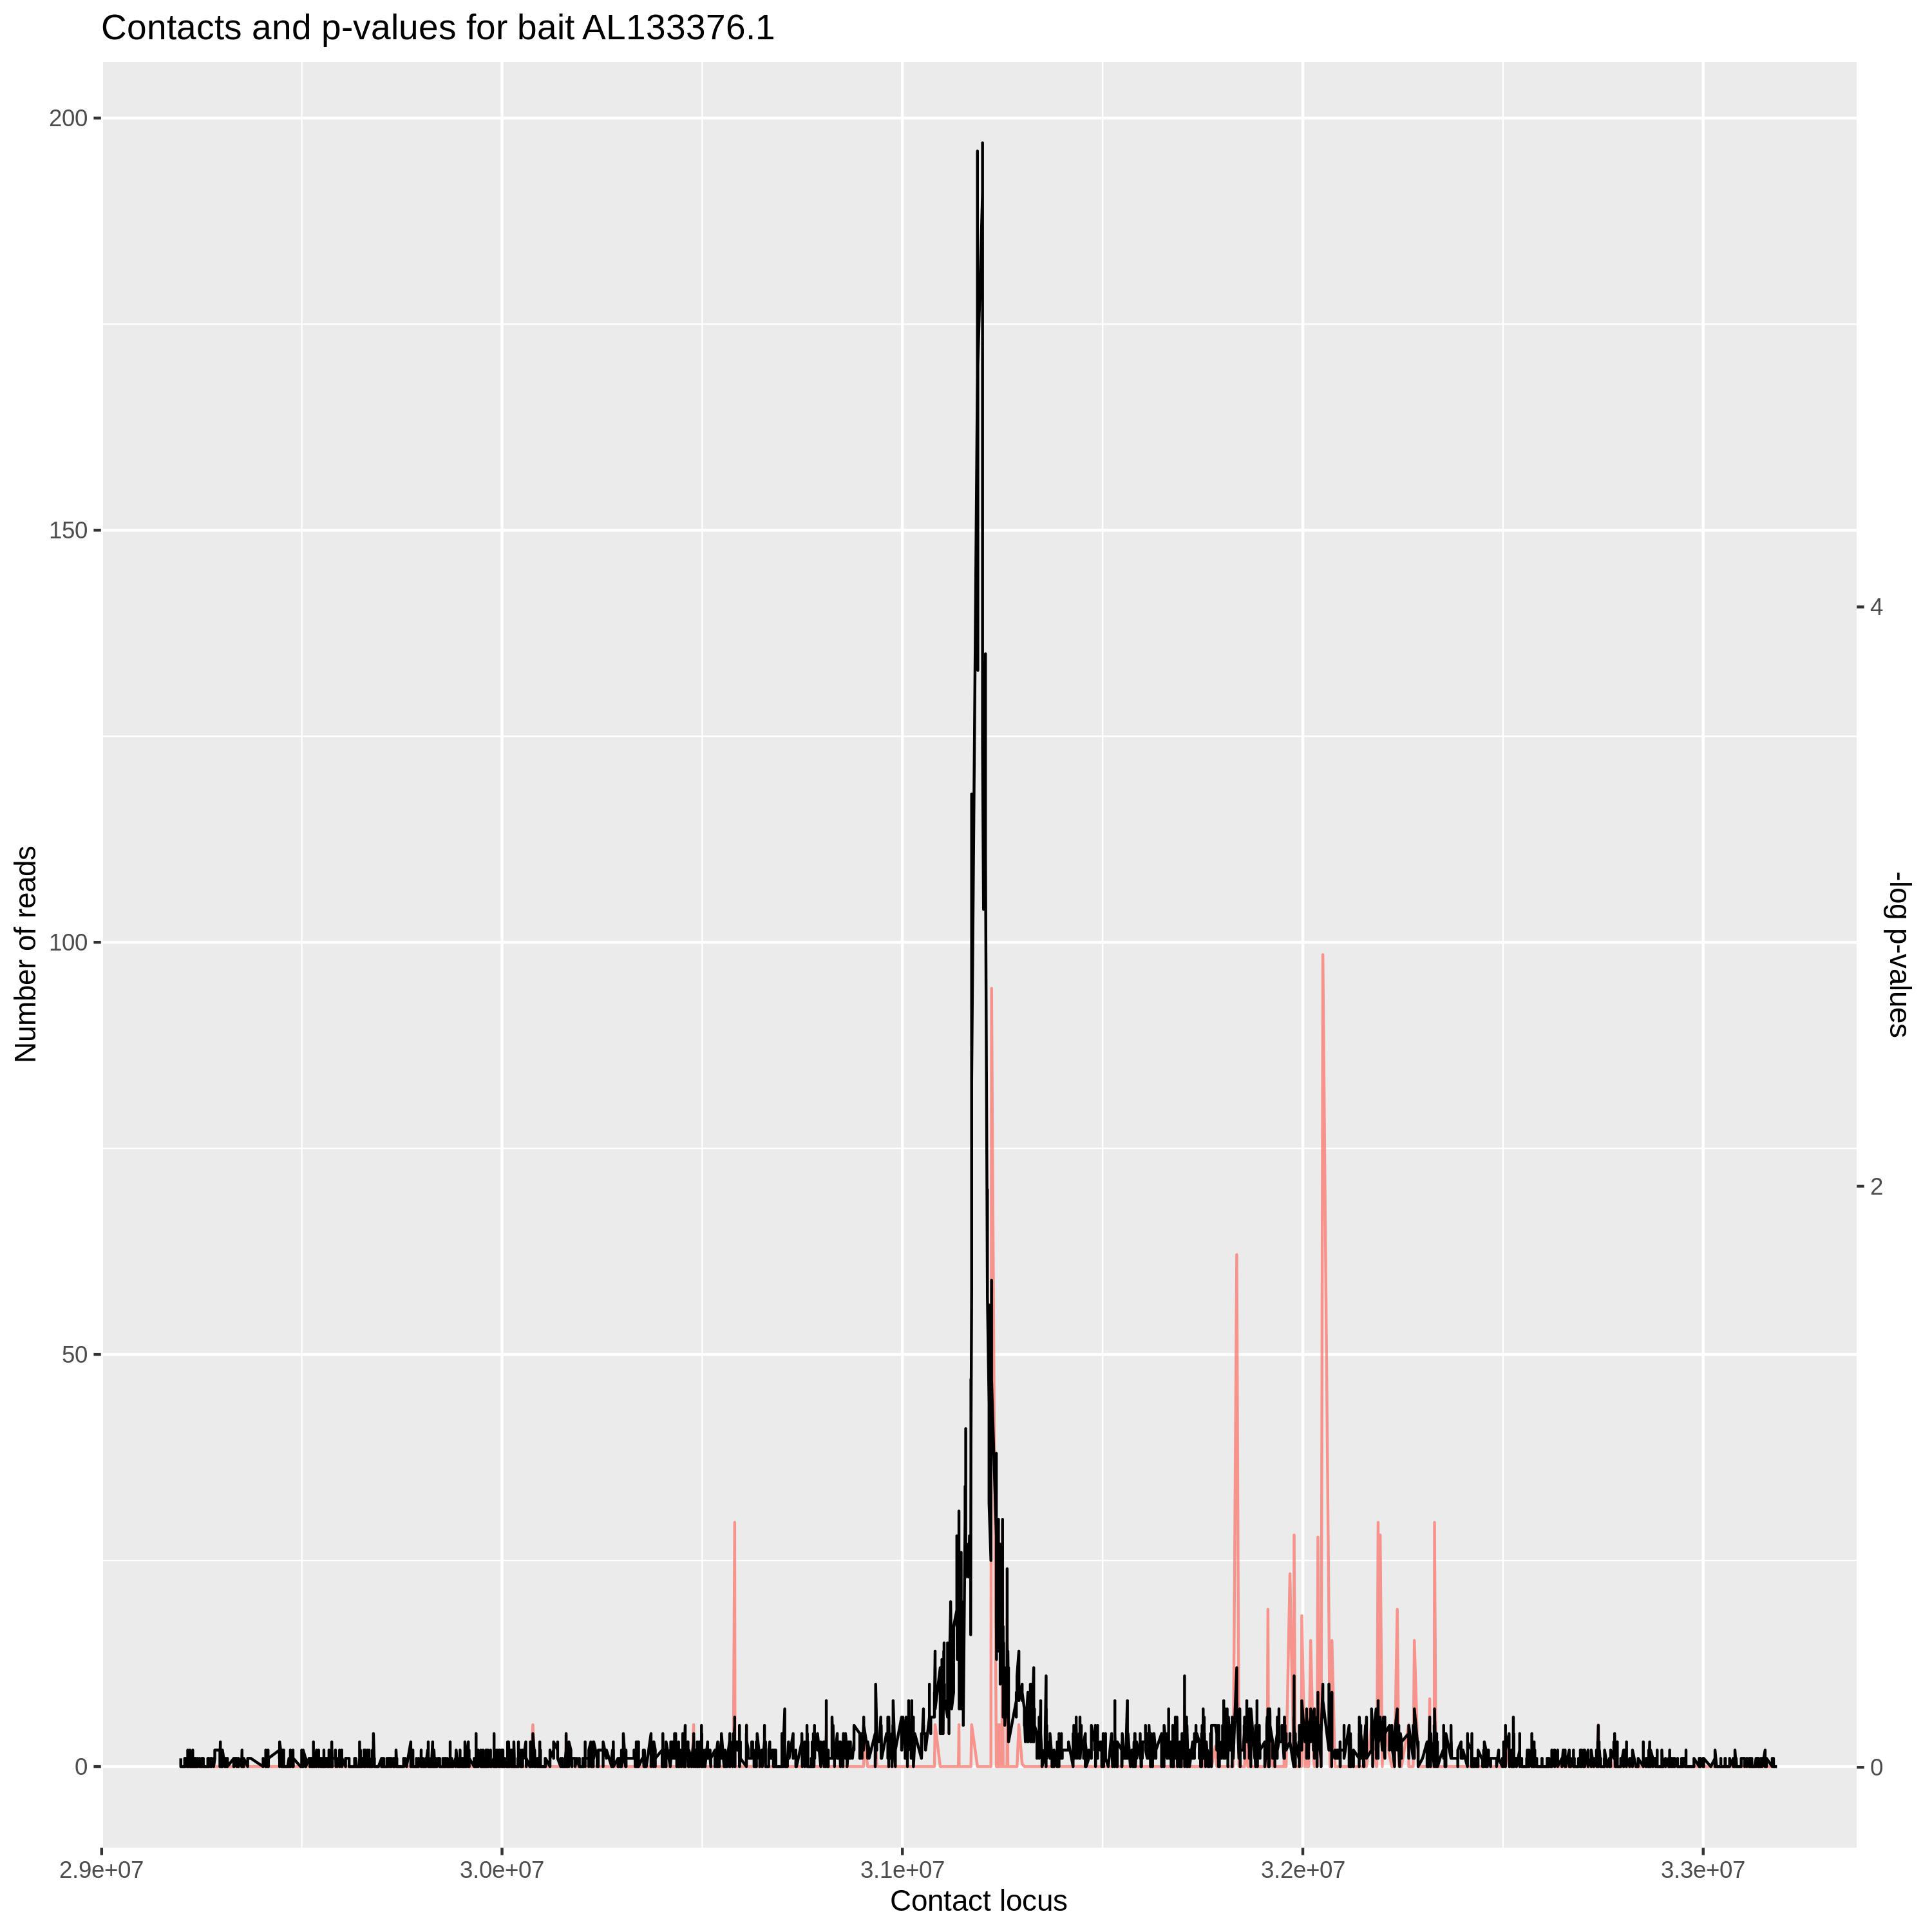 Contacts and p-values for bait AL133376.1
200
150
100
50
0
Number of reads
4
2
0
-log p-values
2.9e+07
3.0e+07
3.1e+07
3.2e+07
3.3e+07
Contact locus